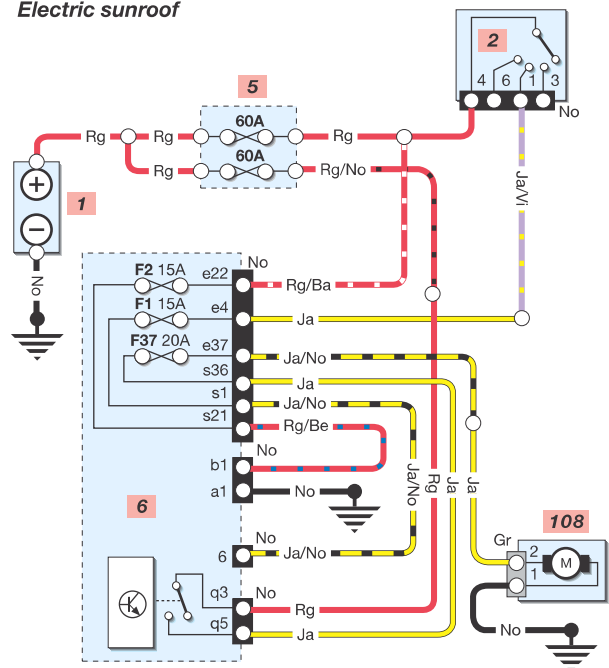 Electric sunroof
2
4 6 1 3
No
5
60A
Rg Rg Rg
60A
Rg Rg/No
1
Ja/Vi
No
No
F2 15A e22
Rg/Ba
F1 15A e4
Ja
F37 20A e37
Ja/No
s36
Ja
s1
Ja/No
s21
Rg/Be
No
b1
a1 No
Ja/No Rg Ja Ja
6
No
6 Ja/No
Gr 108
2
M
1
No
q3 No
Rg
q5
Ja
No